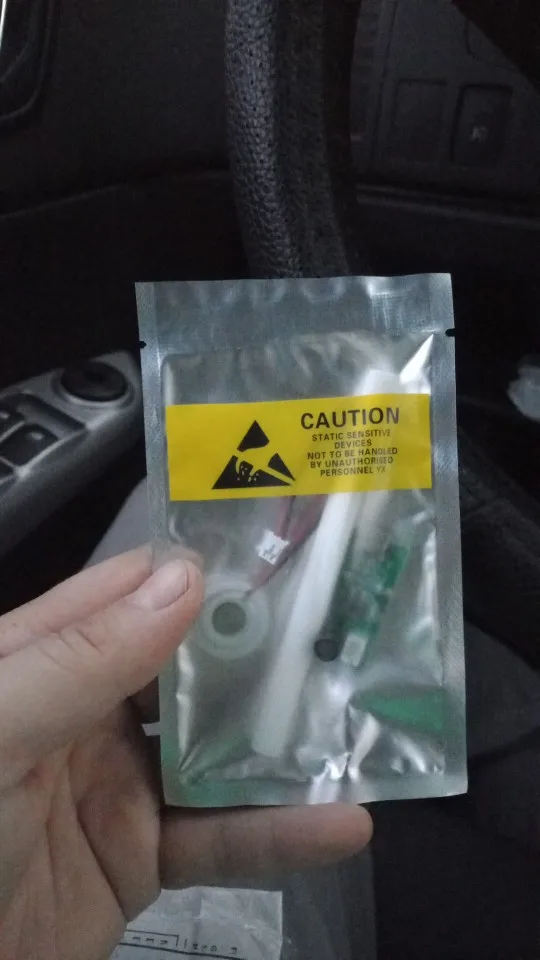 CAUTION
STATIC SENSITIVE
DEVICES
NOT TO BE HANDLED
BY UNAUTHORISED
PERSONNEL YX